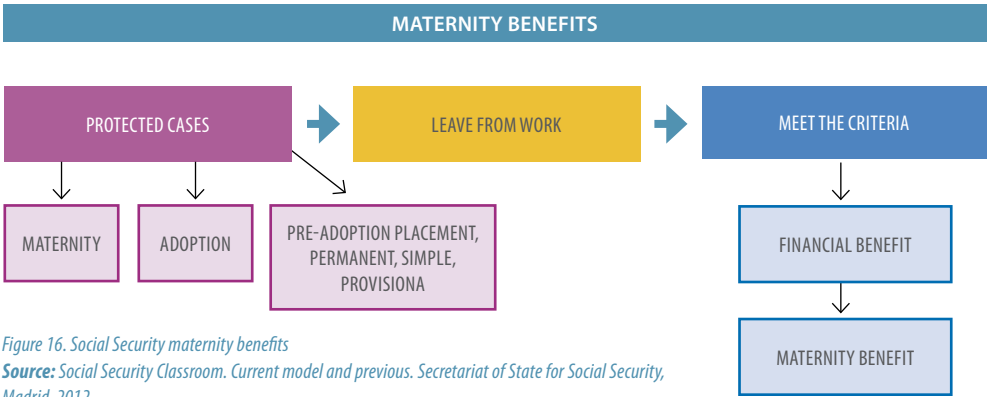 MATERNITY BENEFITS
PROTECTED CASES
LEAVE FROM WORK
MEET THE CRITERIA
MATERNITY
ADOPTION
PRE-ADOPTION PLACEMENT,
PERMANENT, SIMPLE,
PROVISIONA
FINANCIAL BENEFIT
MATERNITY BENEFIT
Figure 16. Social Security maternity benefits
Source: Social Security Classroom. Current model and previous. Secretariat of State for Social Security,
Madrid, 2012